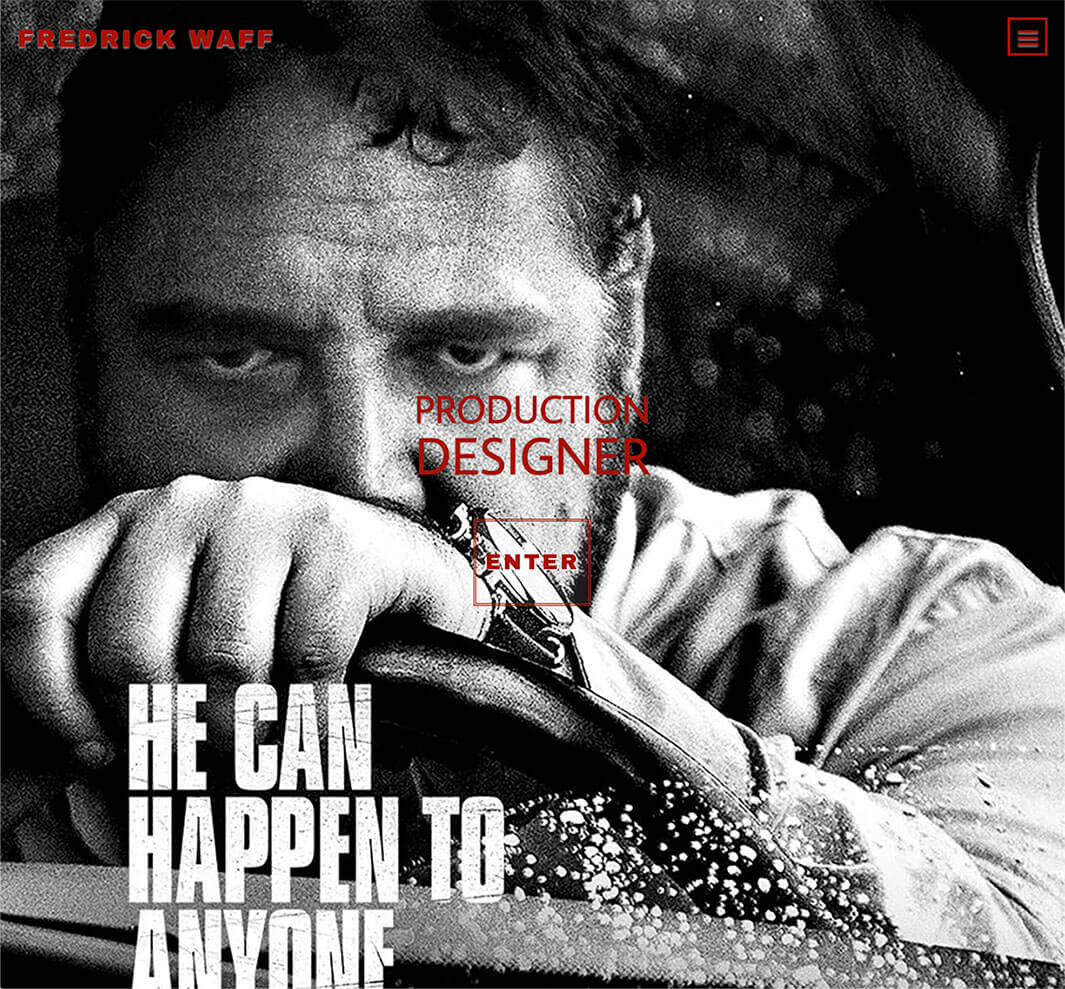 FREDRICK WAFF
PRODUCTION
DESIGNER
ENTER
HE CAN
HAPPEN TO
ANYONE